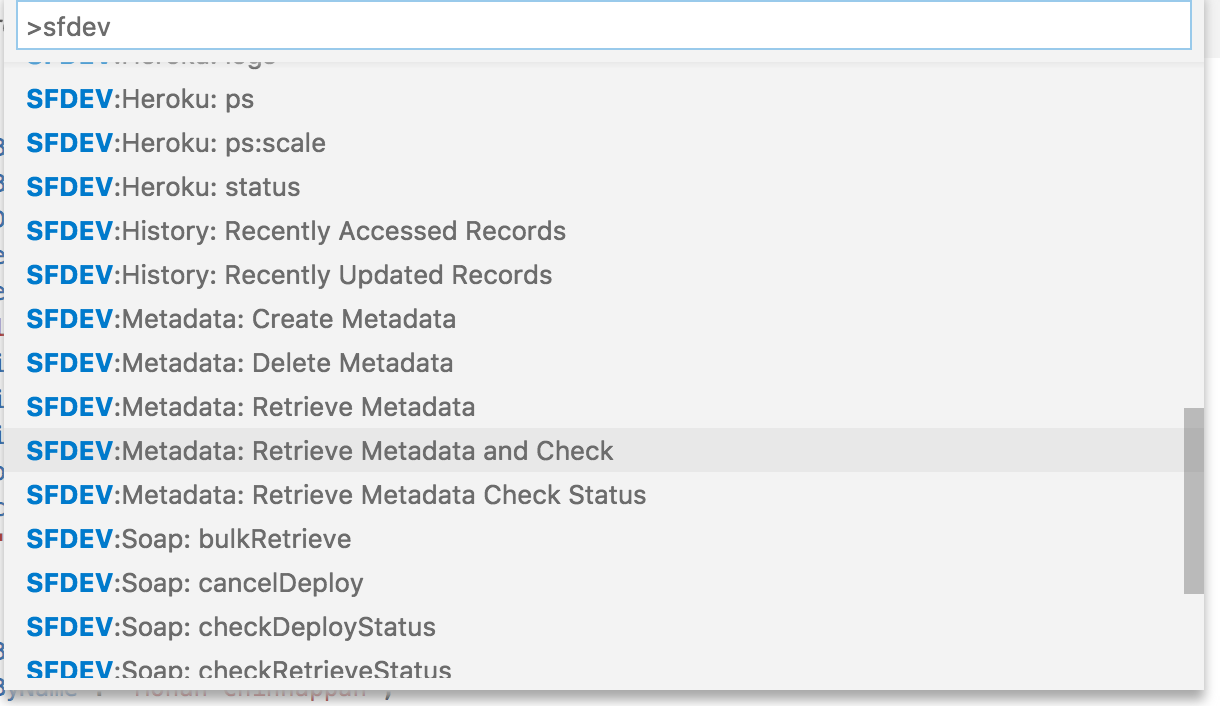 >sfdev
SFDEV:Heroku: logs
SFDEV:Heroku: ps
SFDEV:Heroku: ps:scale
SFDEV:Heroku: status
SFDEV:History: Recently Accessed Records
SFDEV:History: Recently Updated Records
SFDEV:Metadata: Create Metadata
SFDEV:Metadata: Delete Metadata
SFDEV:Metadata: Retrieve Metadata
SFDEV:Metadata: Retrieve Metadata and Check
SFDEV:Metadata: Retrieve Metadata Check Status
SFDEV:Soap: bulkRetrieve
SFDEV:Soap: cancelDeploy
SFDEV:Soap: checkDeployStatus
SFDEV:Soap: checkRetrieveStatus